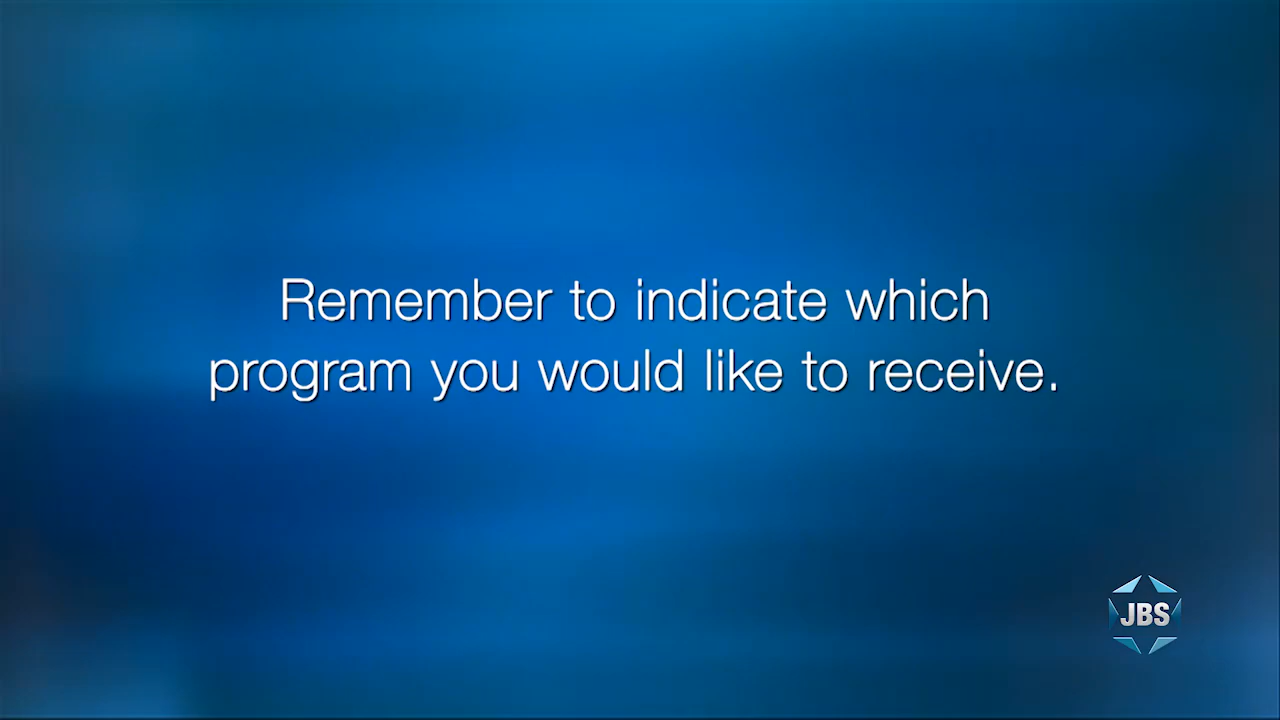 Remember to indicate which
program you would like to receive.
JBS